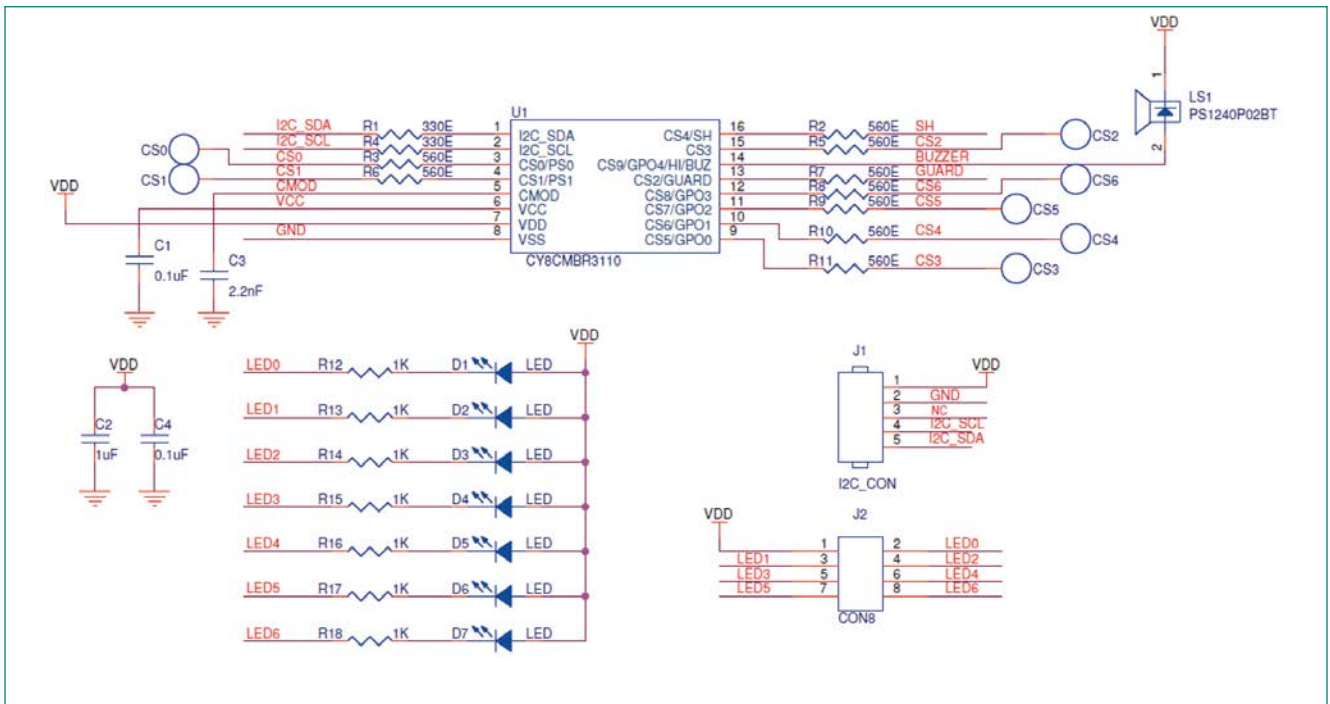 VDD
LS1
PS1240P02BT
1
2
U1
I2C_SDA R1 330E 1 I2C_SDA CS4/SH 16 R2 560E SH
I2C_SCL R4 330E 2 I2C_SCL CS3 15 R5 560E CS2 CS2
CS0 CS0 R3 560E 3 CS0/PS0 CS9/GPO4/HI/BUZ 14 BUZZER
CS1 CS1 R6 560E 4 CS1/PS1 CS2/GUARD 13 R7 560E GUARD
CMOD 5 CMOD CS8/GPO3 12 R8 560E CS6 CS6
VDD VCC 6 VCC CS7/GPO2 11 R9 560E CS5 CS5
7 VDD CS6/GPO1 10 R10 560E CS4 CS4
GND 8 VSS CS5/GPO0 9 R11 560E CS3 CS3
CY8CMBR3110
C1
0.1uF
C3
2.2nF
VDD
C2 C4
1uF 0.1uF
VDD
LED0 R12 1K D1 LED
LED1 R13 1K D2 LED
LED2 R14 1K D3 LED
LED3 R15 1K D4 LED
LED4 R16 1K D5 LED
LED5 R17 1K D6 LED
LED6 R18 1K D7 LED
J1
VDD
1
2 GND
3 NC
4 I2C_SCL
5 I2C_SDA
I2C_CON
VDD J2
1 2 LED0
LED1 3 4 LED2
LED3 5 6 LED4
LED5 7 8 LED6
CON8